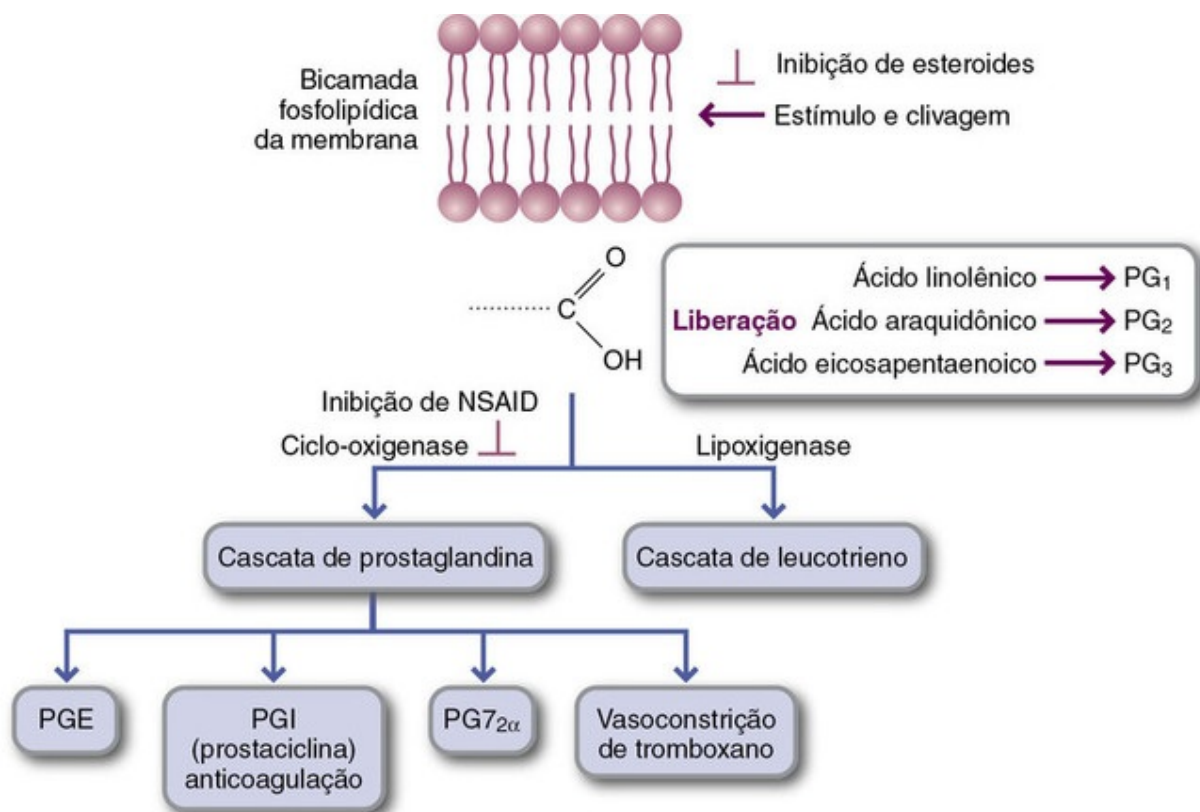 Bicamada
fosfolipídica
da membrana
Inibição de esteroides
Estímulo e clivagem
O
C
OH
Ácido linolênico PG₁
Liberação Ácido araquidônico PG₂
Ácido eicosapentaenoico PG₃
Inibição de NSAID
Ciclo-oxigenase
Lipoxigenase
Cascata de prostaglandina
Cascata de leucotrieno
PGE
PGI
(prostaciclina)
anticoagulação
PG7₂α
Vasoconstrição
de tromboxano